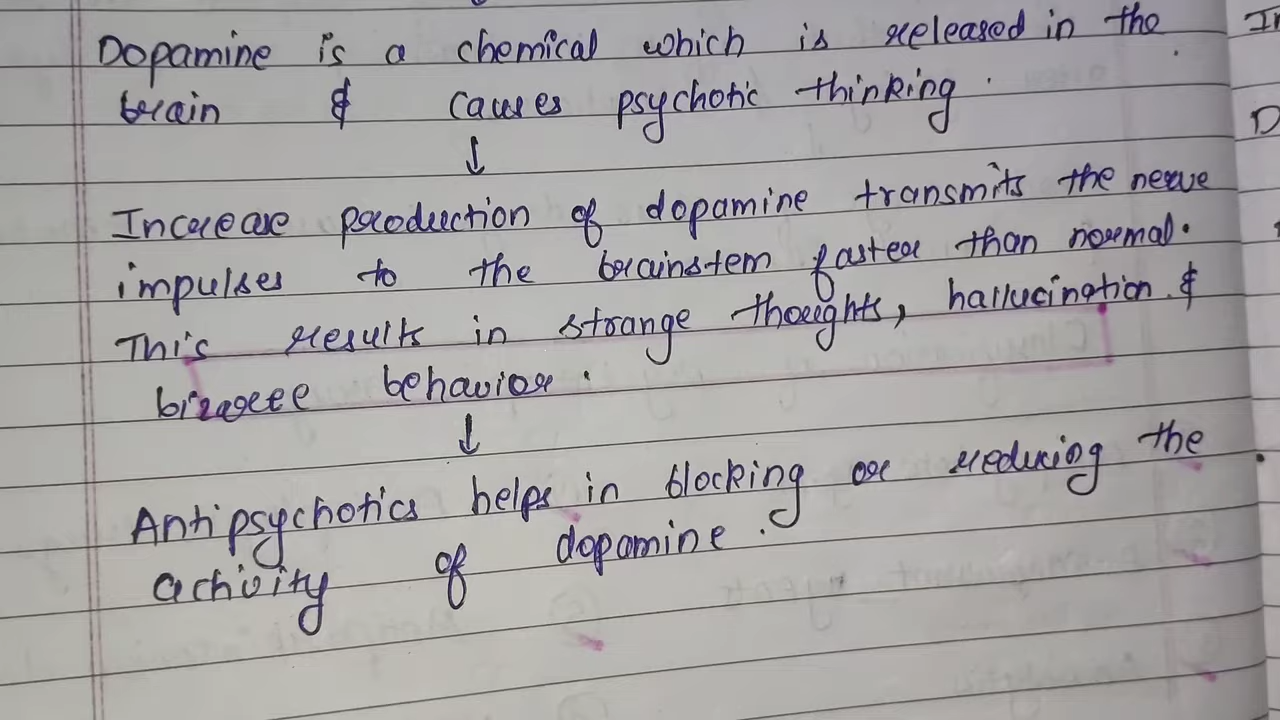 Dopamine is a chemical which is released in the
brain & causes psychotic thinking.
↓
Increase production of dopamine transmits the nerve
impulses to the brainstem faster than normal.
This results in strange thoughts, hallucination &
bizaree behavior.
↓
Antipsychotics helps in blocking or reducing the
activity of dopamine.
In
D